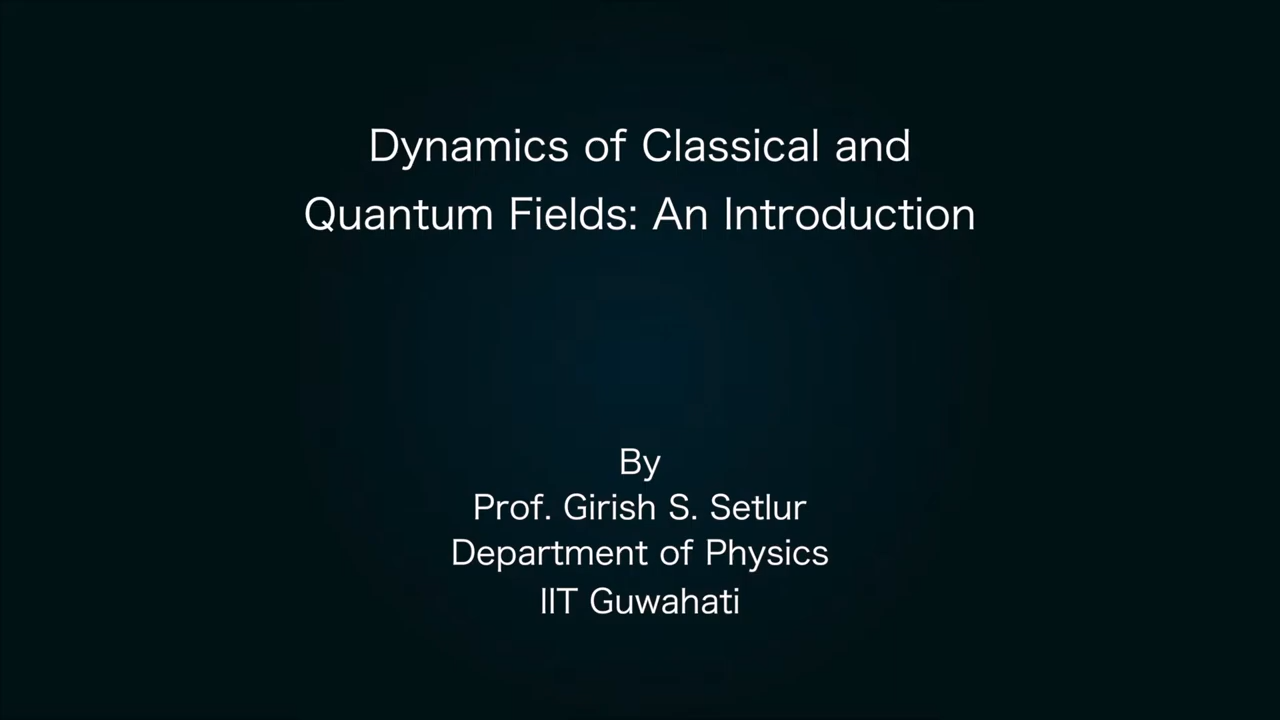 Dynamics of Classical and
Quantum Fields: An Introduction
By
Prof. Girish S. Setlur
Department of Physics
IIT Guwahati